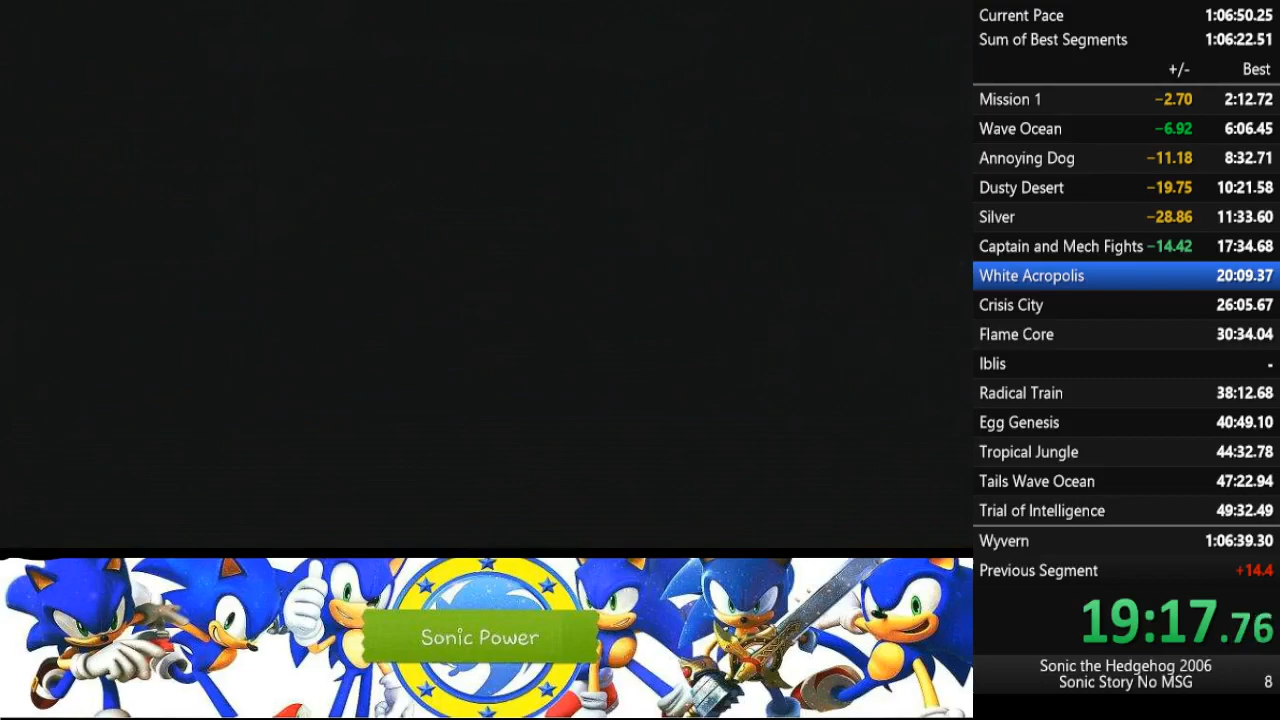 Current Pace 1:06:50.25
Sum of Best Segments 1:06:22.51
+/- Best
Mission 1 −2.70 2:12.72
Wave Ocean −6.92 6:06.45
Annoying Dog −11.18 8:32.71
Dusty Desert −19.75 10:21.58
Silver −28.86 11:33.60
Captain and Mech Fights −14.42 17:34.68
White Acropolis 20:09.37
Crisis City 26:05.67
Flame Core 30:34.04
Iblis -
Radical Train 38:12.68
Egg Genesis 40:49.10
Tropical Jungle 44:32.78
Tails Wave Ocean 47:22.94
Trial of Intelligence 49:32.49
Wyvern 1:06:39.30
Previous Segment +14.4
19:17.76
Sonic the Hedgehog 2006
Sonic Story No MSG 8
Sonic Power